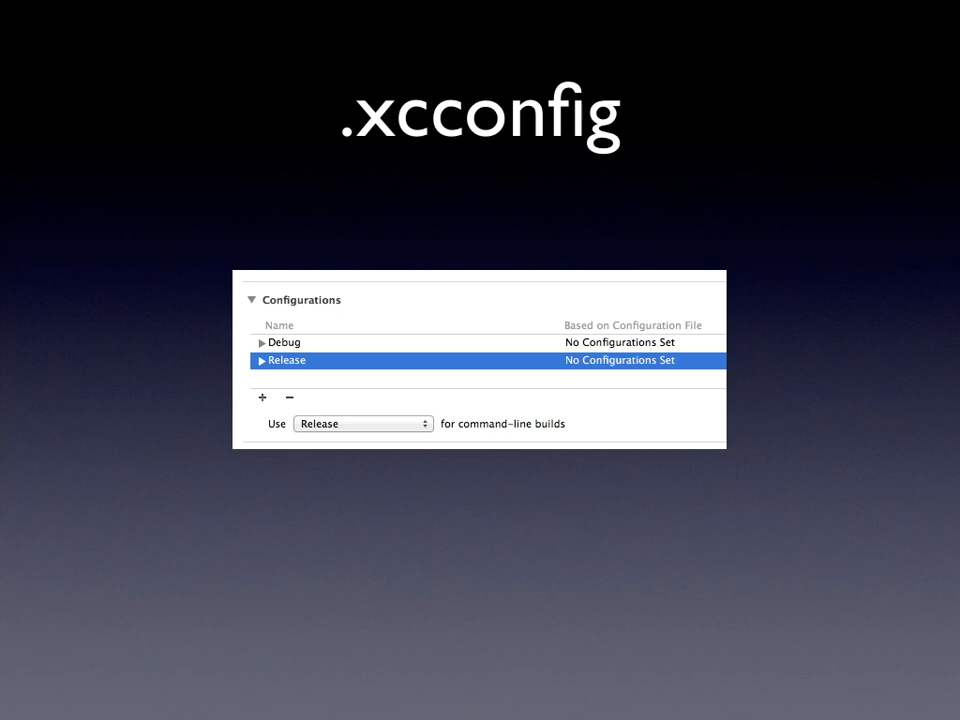 .xcconfig
Configurations
Name Based on Configuration File
Debug No Configurations Set
Release No Configurations Set
+ −
Use Release for command-line builds